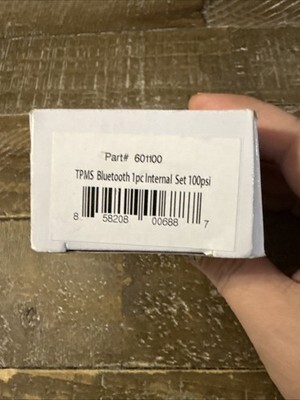 Part# 601100
TPMS Bluetooth 1pc Internal Set 100psi
8 58208 00688 7